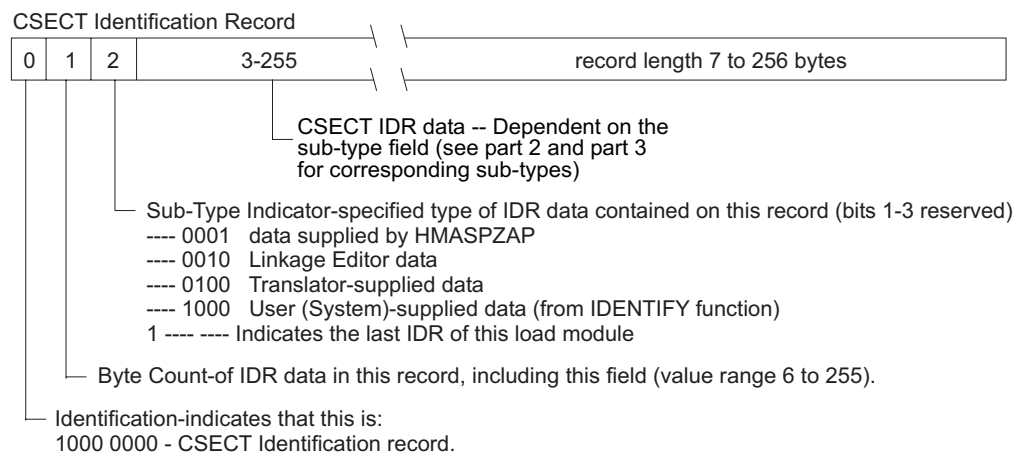 CSECT Identification Record
0 1 2 3-255 record length 7 to 256 bytes
CSECT IDR data -- Dependent on the
sub-type field (see part 2 and part 3
for corresponding sub-types)
Sub-Type Indicator-specified type of IDR data contained on this record (bits 1-3 reserved)
---- 0001 data supplied by HMASPZAP
---- 0010 Linkage Editor data
---- 0100 Translator-supplied data
---- 1000 User (System)-supplied data (from IDENTIFY function)
1 ---- ---- Indicates the last IDR of this load module
Byte Count-of IDR data in this record, including this field (value range 6 to 255).
Identification-indicates that this is:
1000 0000 - CSECT Identification record.